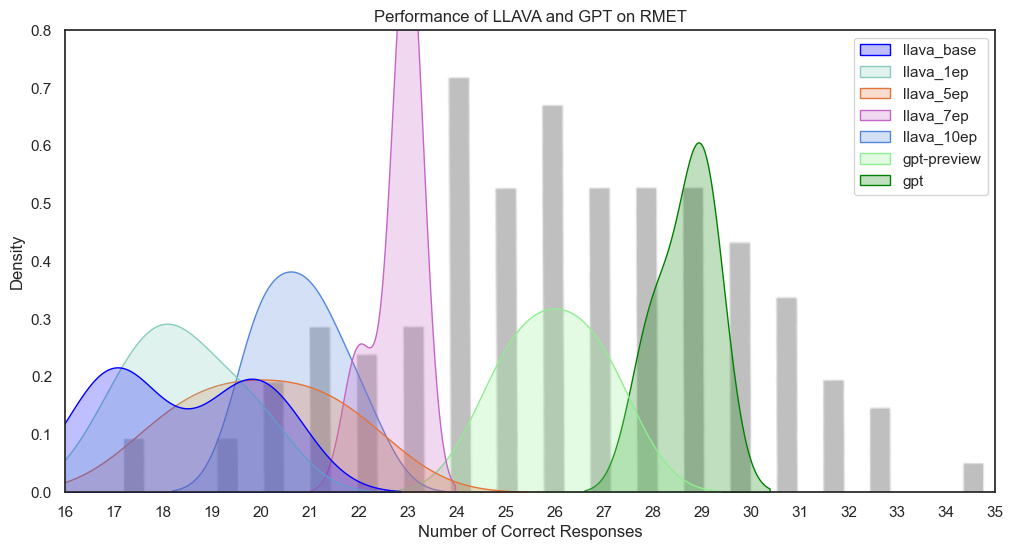 Performance of LLAVA and GPT on RMET
0.8
0.7
0.6
0.5
0.4
0.3
0.2
0.1
0.0
Density
16 17 18 19 20 21 22 23 24 25 26 27 28 29 30 31 32 33 34 35
Number of Correct Responses
llava_base
llava_1ep
llava_5ep
llava_7ep
llava_10ep
gpt-preview
gpt